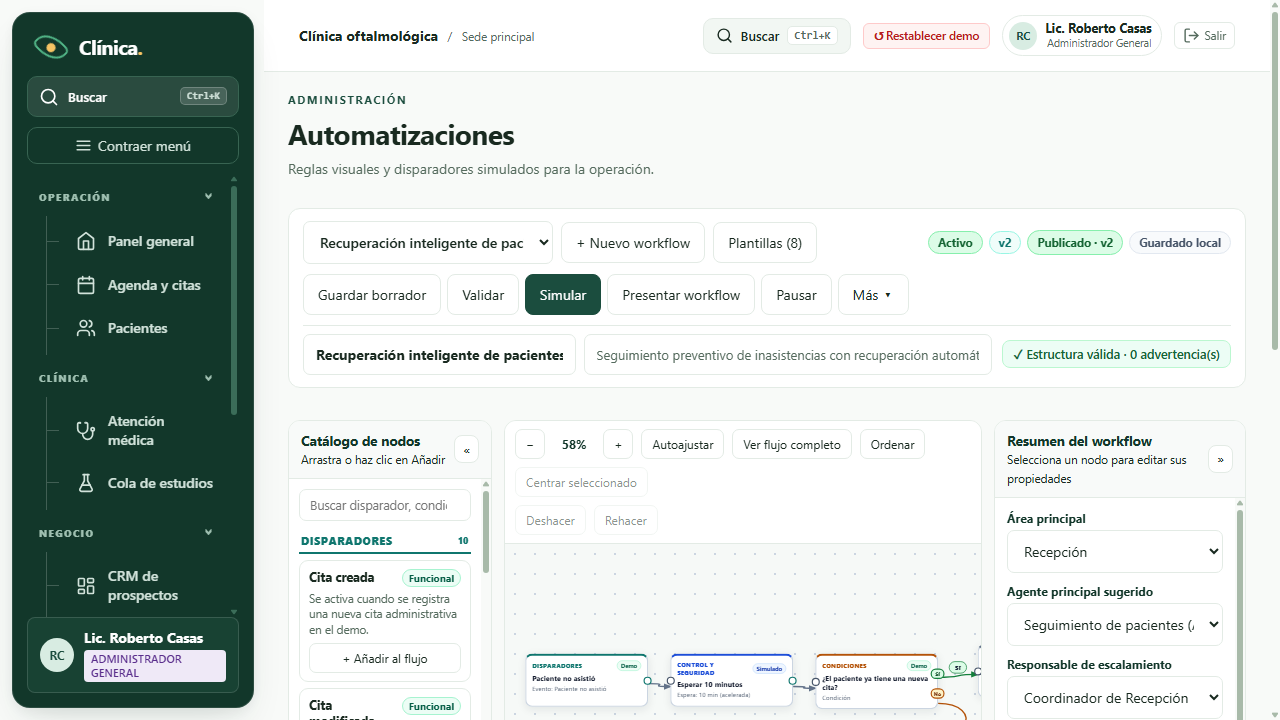 Clínica.
Buscar Ctrl+K
Contraer menú
OPERACIÓN
Panel general
Agenda y citas
Pacientes
CLÍNICA
Atención
médica
Cola de estudios
NEGOCIO
CRM de
prospectos
RC
Lic. Roberto Casas
ADMINISTRADOR
GENERAL
Clínica oftalmológica / Sede principal
Buscar Ctrl+K
↺ Restablecer demo
RC
Lic. Roberto Casas
Administrador General
Salir
ADMINISTRACIÓN
Automatizaciones
Reglas visuales y disparadores simulados para la operación.
Recuperación inteligente de pac
+ Nuevo workflow
Plantillas (8)
Activo
v2
Publicado · v2
Guardado local
Guardar borrador
Validar
Simular
Presentar workflow
Pausar
Más ▾
Recuperación inteligente de pacientes
Seguimiento preventivo de inasistencias con recuperación automát
✓ Estructura válida · 0 advertencia(s)
Catálogo de nodos
Arrastra o haz clic en Añadir
«
Buscar disparador, condi
DISPARADORES 10
Cita creada Funcional
Se activa cuando se registra
una nueva cita administrativa
en el demo.
+ Añadir al flujo
Cita Funcional
modificada
− 58% + Autoajustar Ver flujo completo Ordenar
Centrar seleccionado
Deshacer Rehacer
DISPARADORES Demo
Paciente no asistió
Evento: Paciente no asistió
CONTROL Y
SEGURIDAD Simulado
Esperar 10 minutos
Espera: 10 min (acelerada)
CONDICIONES Demo
¿El paciente ya tiene una nueva
cita?
Condición
Sí
Sí
No
Resumen del workflow
Selecciona un nodo para editar sus
propiedades
»
Área principal
Recepción
Agente principal sugerido
Seguimiento de pacientes (
Responsable de escalamiento
Coordinador de Recepción